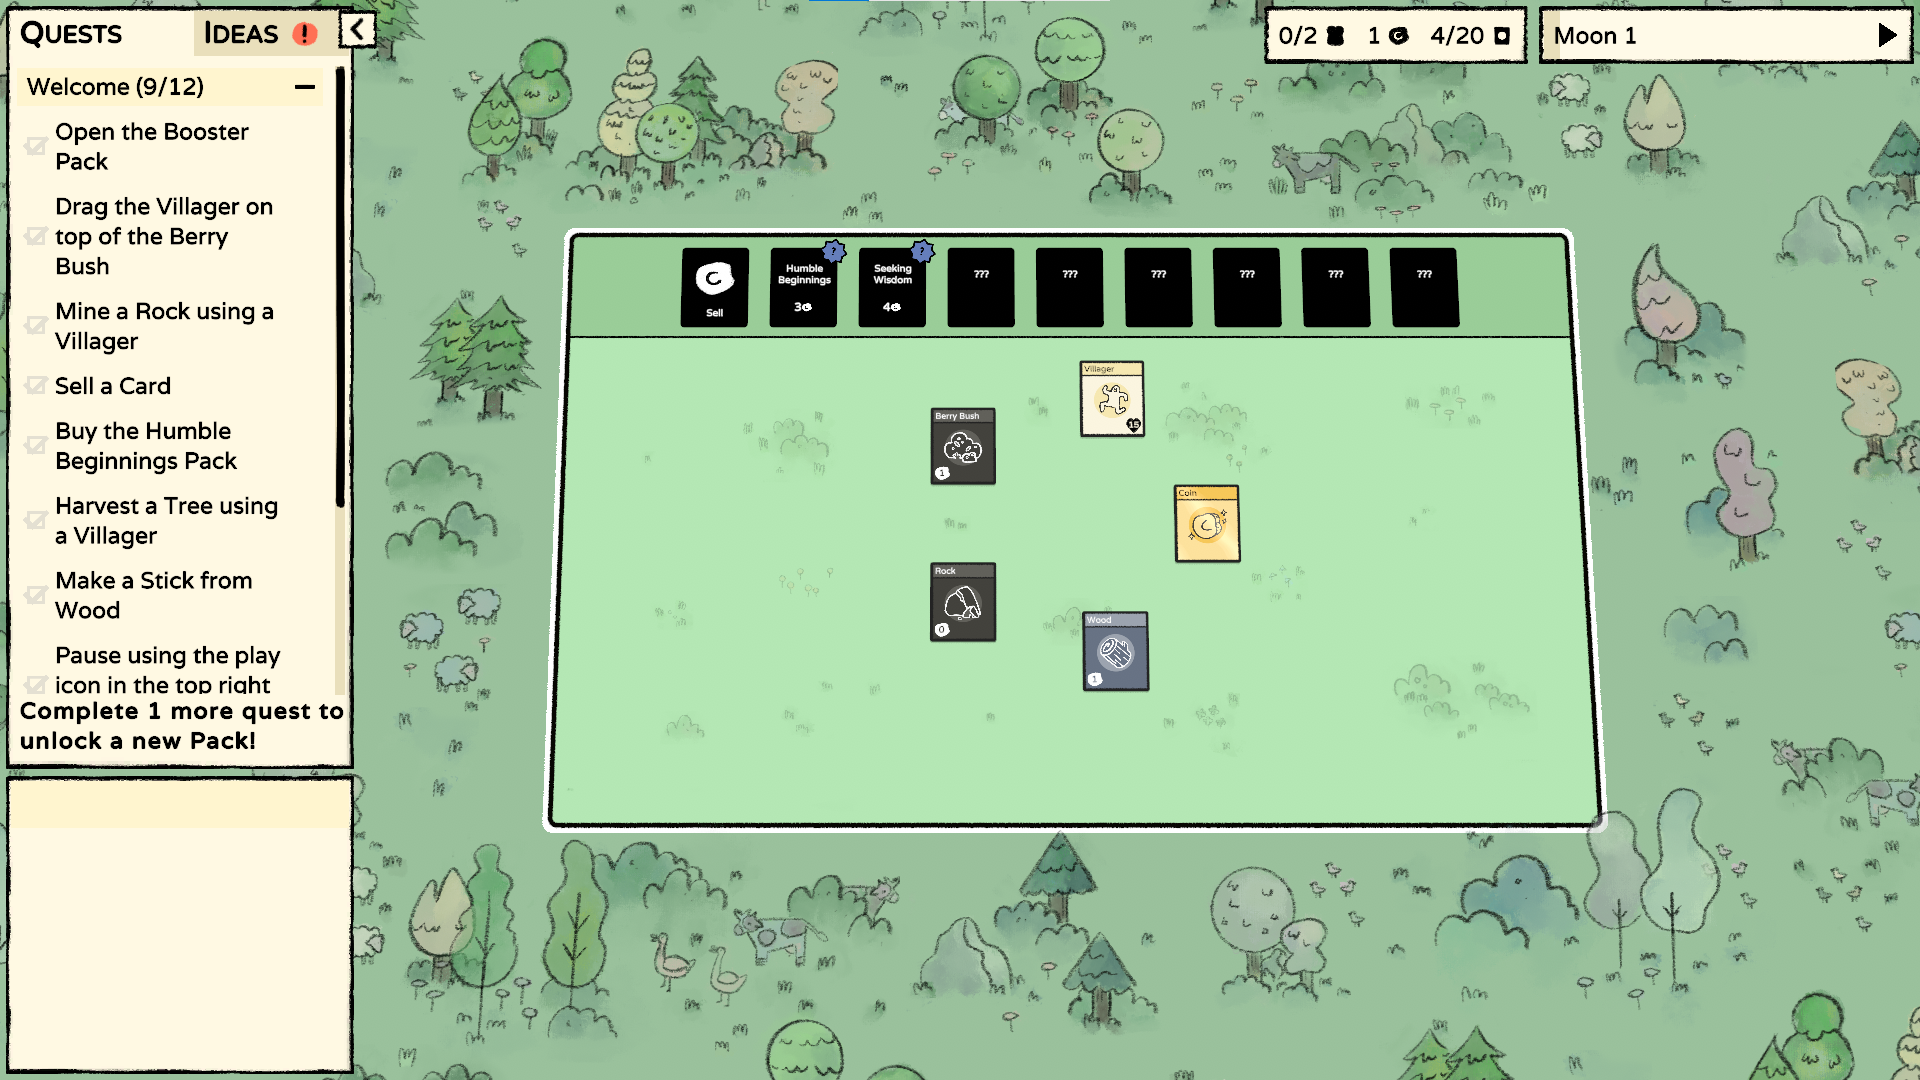 QUESTS
IDEAS !
Welcome (9/12)
Open the Booster
Pack
Drag the Villager on
top of the Berry
Bush
Mine a Rock using a
Villager
Sell a Card
Buy the Humble
Beginnings Pack
Harvest a Tree using
a Villager
Make a Stick from
Wood
Pause using the play
icon in the top right
Complete 1 more quest to
unlock a new Pack!
0/2 1 4/20
Moon 1
C
Sell
?
Humble
Beginnings
3
?
Seeking
Wisdom
4
???
???
???
???
???
???
Villager
15
Berry Bush
1
Coin
C
Rock
0
Wood
1